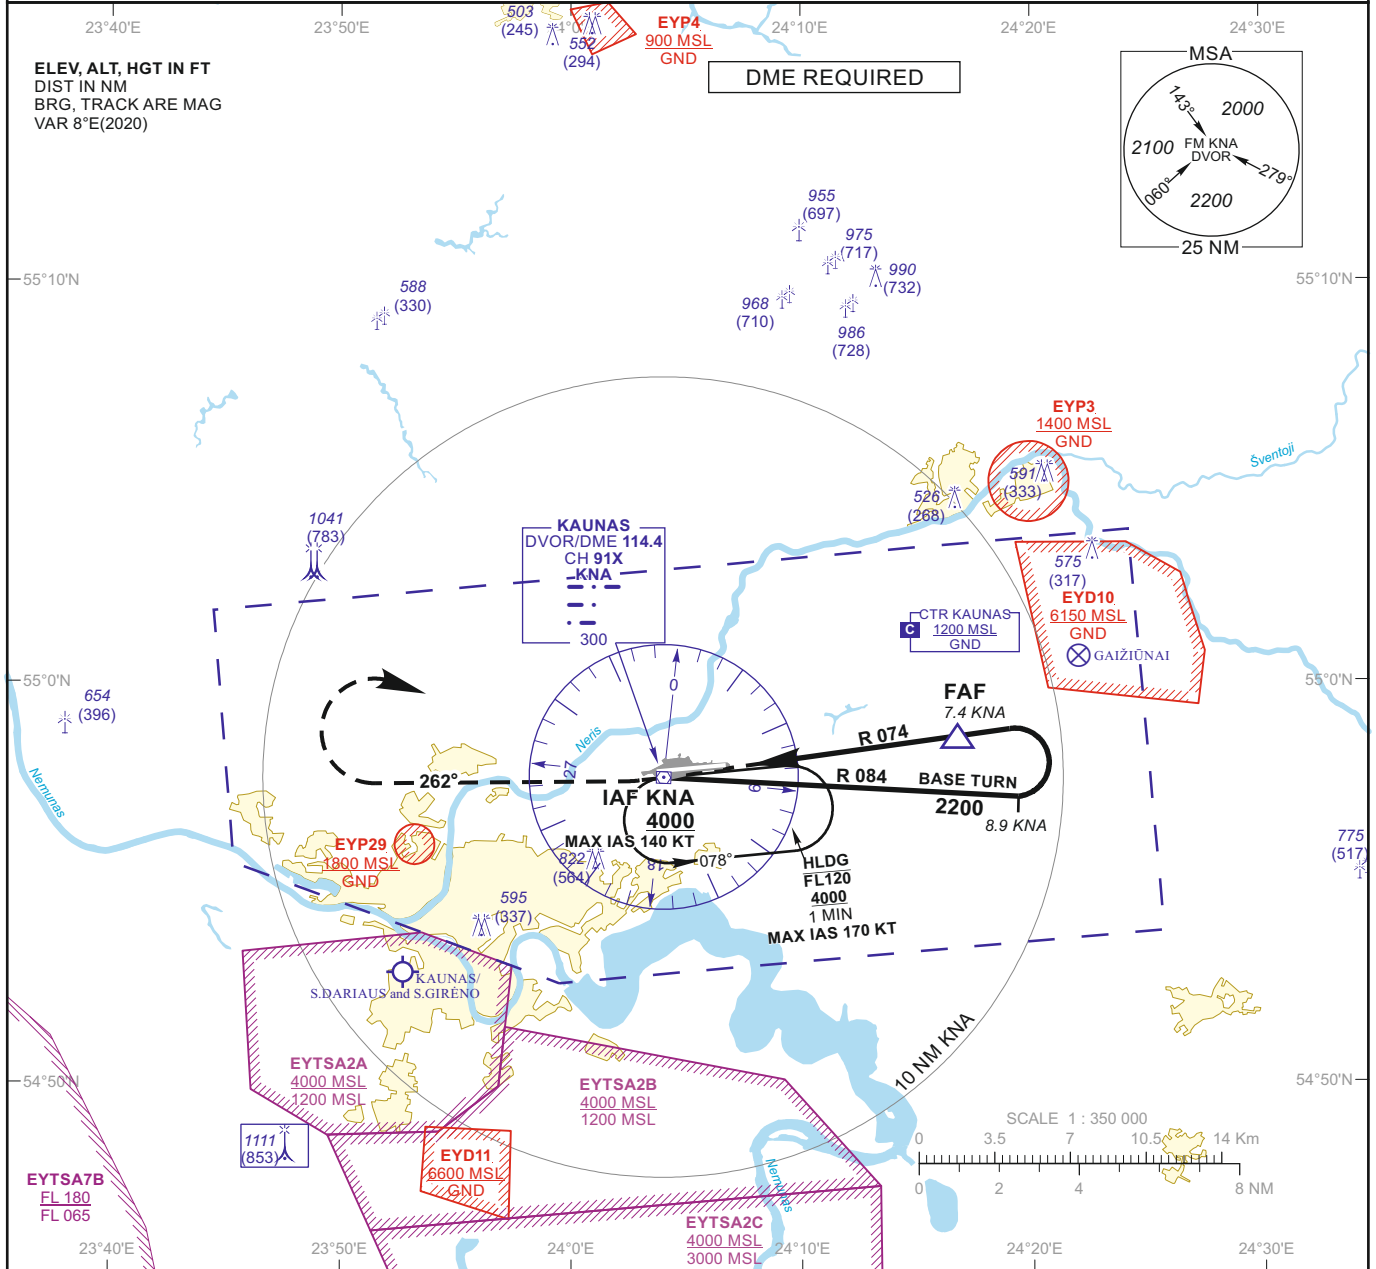 23°40'E
23°50'E
24°0'E
24°10'E
24°20'E
24°30'E
503
(245)
552
(294)
EYP4
900 MSL
GND
ELEV, ALT, HGT IN FT
DIST IN NM
BRG, TRACK ARE MAG
VAR 8°E(2020)
DME REQUIRED
MSA
143°
2000
2100
FM KNA
DVOR
060°
279°
2200
25 NM
955
(697)
975
(717)
990
(732)
968
(710)
986
(728)
55°10'N
55°10'N
588
(330)
EYP3
1400 MSL
GND
591
(333)
526
(268)
Šventoji
1041
(783)
KAUNAS
DVOR/DME 114.4
CH 91X
KNA
300
575
(317)
EYD10
6150 MSL
GND
GAIŽIŪNAI
CTR KAUNAS
C
1200 MSL
GND
55°0'N
55°0'N
654
(396)
Nemunas
Neris
0
27
9
18
262°
FAF
7.4 KNA
R 074
R 084
BASE TURN
2200
8.9 KNA
IAF KNA
4000
MAX IAS 140 KT
078°
HLDG
FL120
4000
1 MIN
MAX IAS 170 KT
822
(564)
775
(517)
EYP29
1800 MSL
GND
595
(337)
KAUNAS/
S.DARIAUS and S.GIRĖNO
10 NM KNA
EYTSA2A
4000 MSL
1200 MSL
EYTSA2B
4000 MSL
1200 MSL
54°50'N
54°50'N
1111
(853)
EYD11
6600 MSL
GND
SCALE 1 : 350 000
0
3.5
7
10.5
14 Km
0
2
4
8 NM
Nemunas
EYTSA7B
FL 180
FL 065
EYTSA2C
4000 MSL
3000 MSL
23°40'E
23°50'E
24°0'E
24°10'E
24°20'E
24°30'E